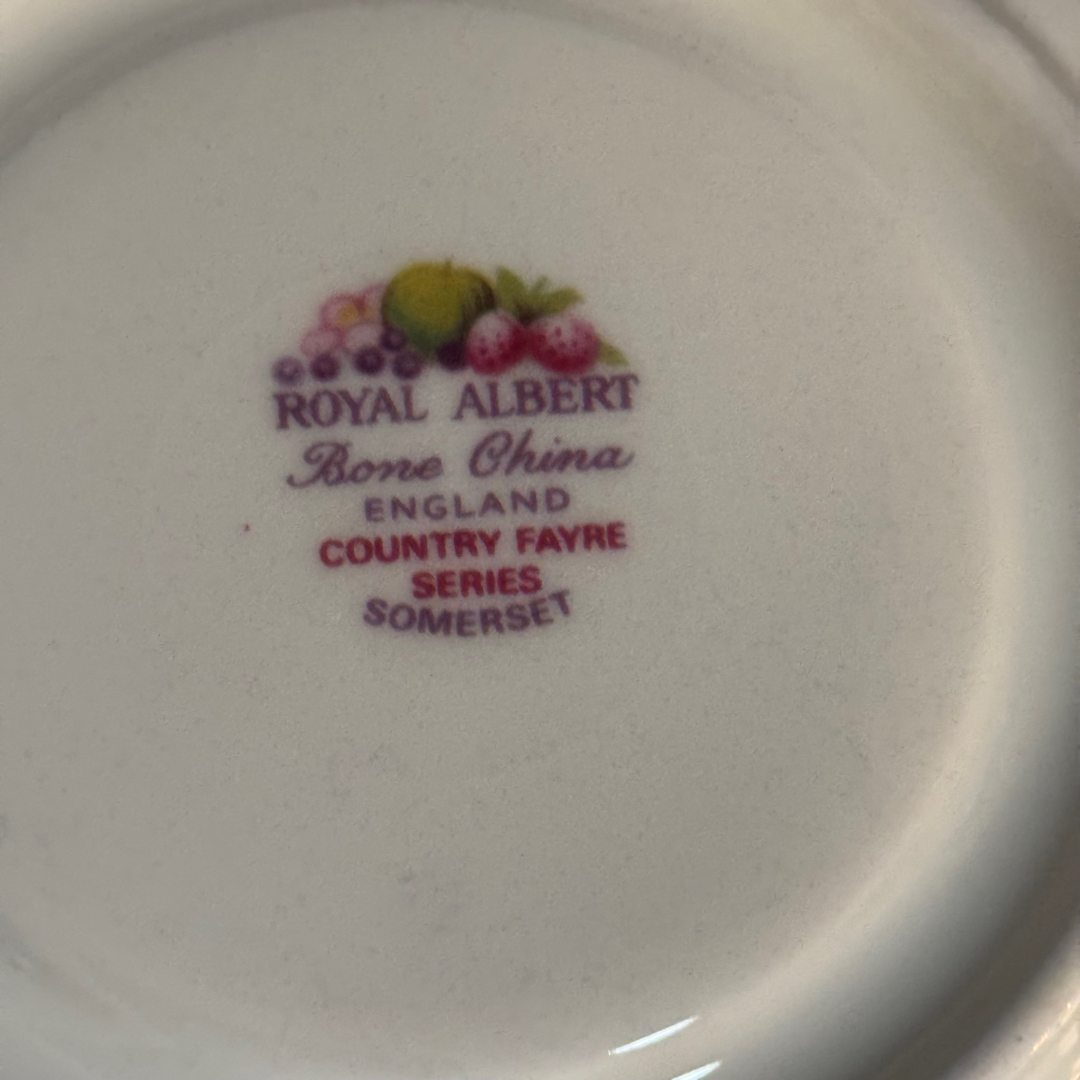 ROYAL ALBERT
Bone China
ENGLAND
COUNTRY FAYRE
SERIES
SOMERSET